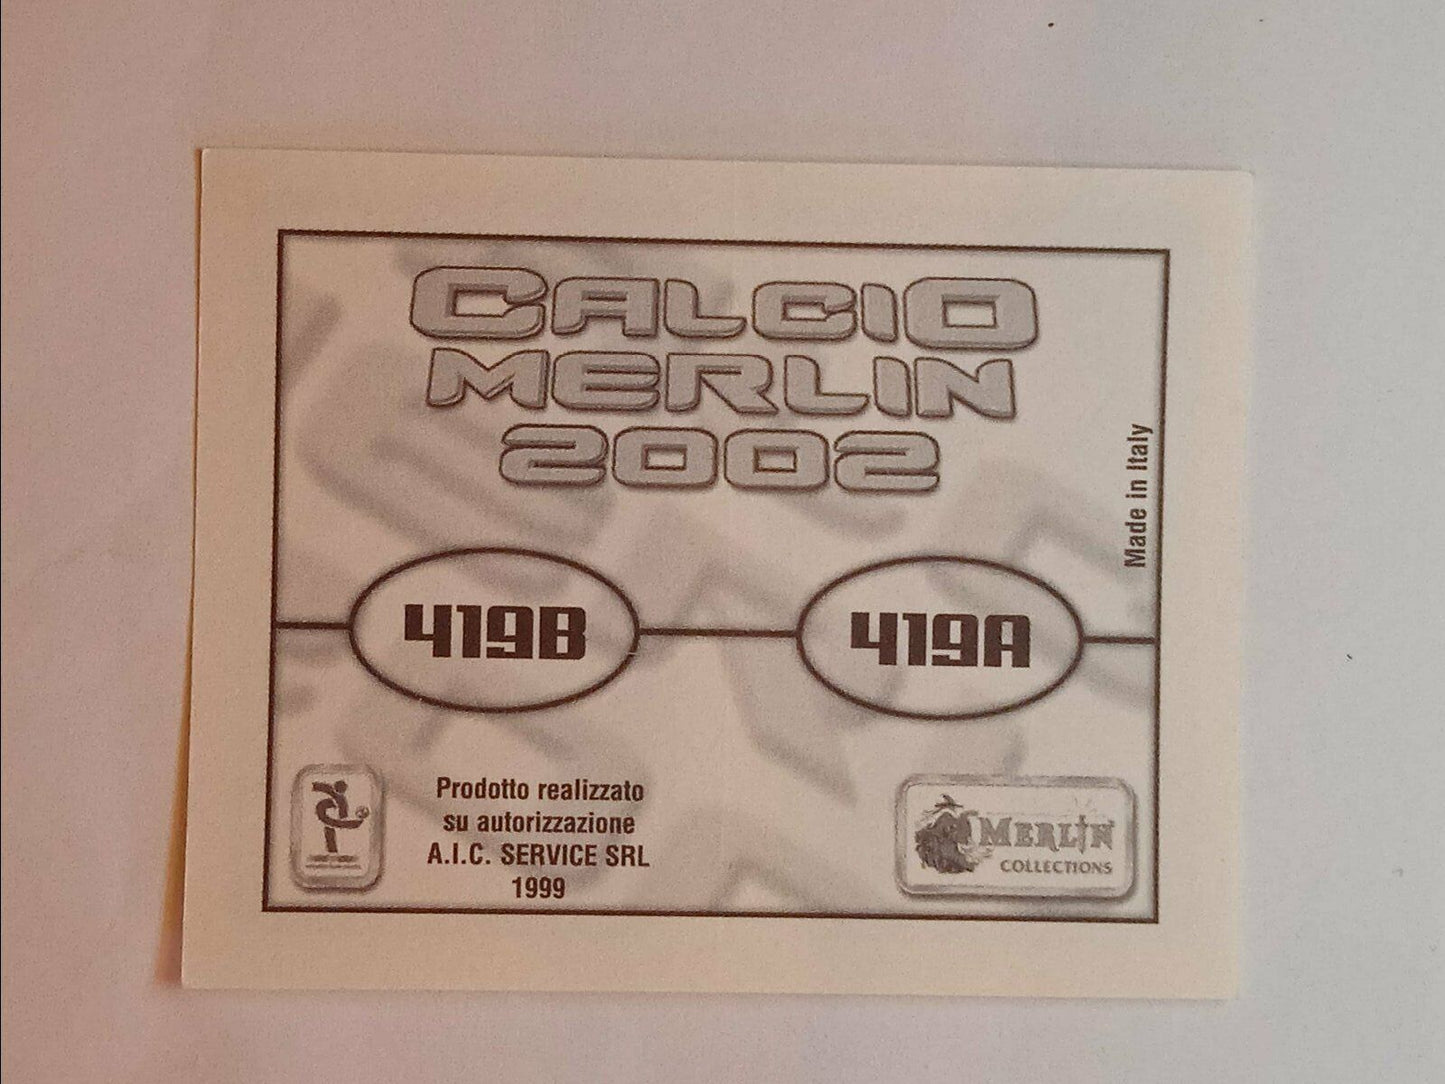 CALCIO
MERLIN
2002
Made in Italy
419B
419A
Prodotto realizzato
su autorizzazione
A.I.C. SERVICE SRL
1999
MERLIN
COLLECTIONS